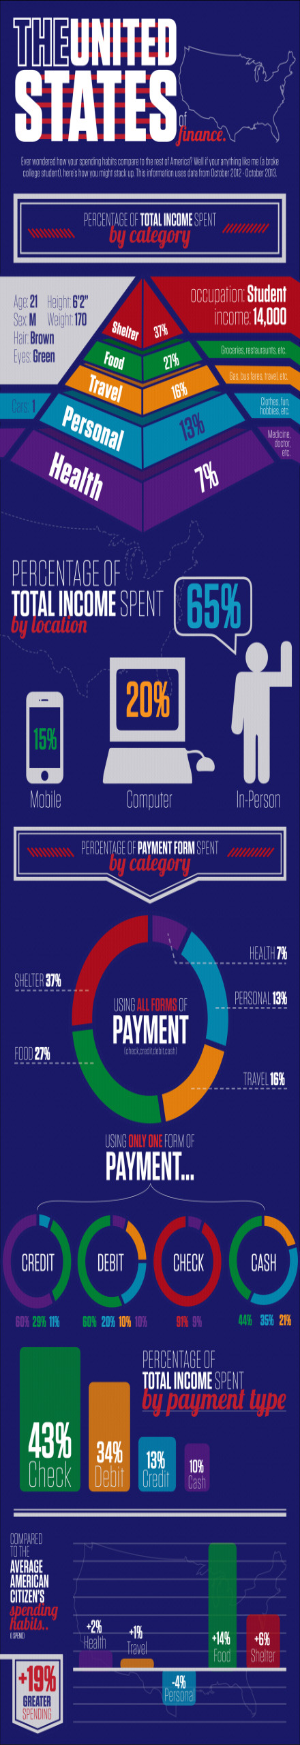 THE UNITED
STATES
of
finance.
Ever wondered how your spending habits compare to the rest of America? Well if your anything like me (a broke
college student), here's how you might stack up. This information uses data from October 2012 - October 2013.
PERCENTAGE OF TOTAL INCOME SPENT
by category
Age: 21 Height: 6'2"
Sex: M Weight: 170
Hair: Brown
Eyes: Green
Cars: 1
occupation: Student
income: 14,000
Shelter 37%
Food 27%
Groceries, restaurants, etc.
Travel 16%
Gas, bus fares, travel, etc.
Personal 13%
Clothes, fun,
hobbies, etc.
Health 7%
Medicine,
doctor,
etc.
PERCENTAGE OF
TOTAL INCOME SPENT
by location
65%
20%
15%
Mobile
Computer
In-Person
PERCENTAGE OF PAYMENT FORM SPENT
by category
HEALTH 7%
SHELTER 37%
PERSONAL 13%
USING ALL FORMS OF
PAYMENT
(check, credit, debit, cash)
FOOD 27%
TRAVEL 16%
USING ONLY ONE FORM OF
PAYMENT...
CREDIT
DEBIT
CHECK
CASH
60% 29% 11%
60% 20% 10% 10%
91% 9%
44% 35% 21%
PERCENTAGE OF
TOTAL INCOME SPENT
by payment type
43%
Check
34%
Debit
13%
Credit
10%
Cash
COMPARED
TO THE
AVERAGE
AMERICAN
CITIZEN'S
spending
habits..
I SPEND
+19%
GREATER
SPENDING
+2%
Health
+1%
Travel
-4%
Personal
+14%
Food
+6%
Shelter